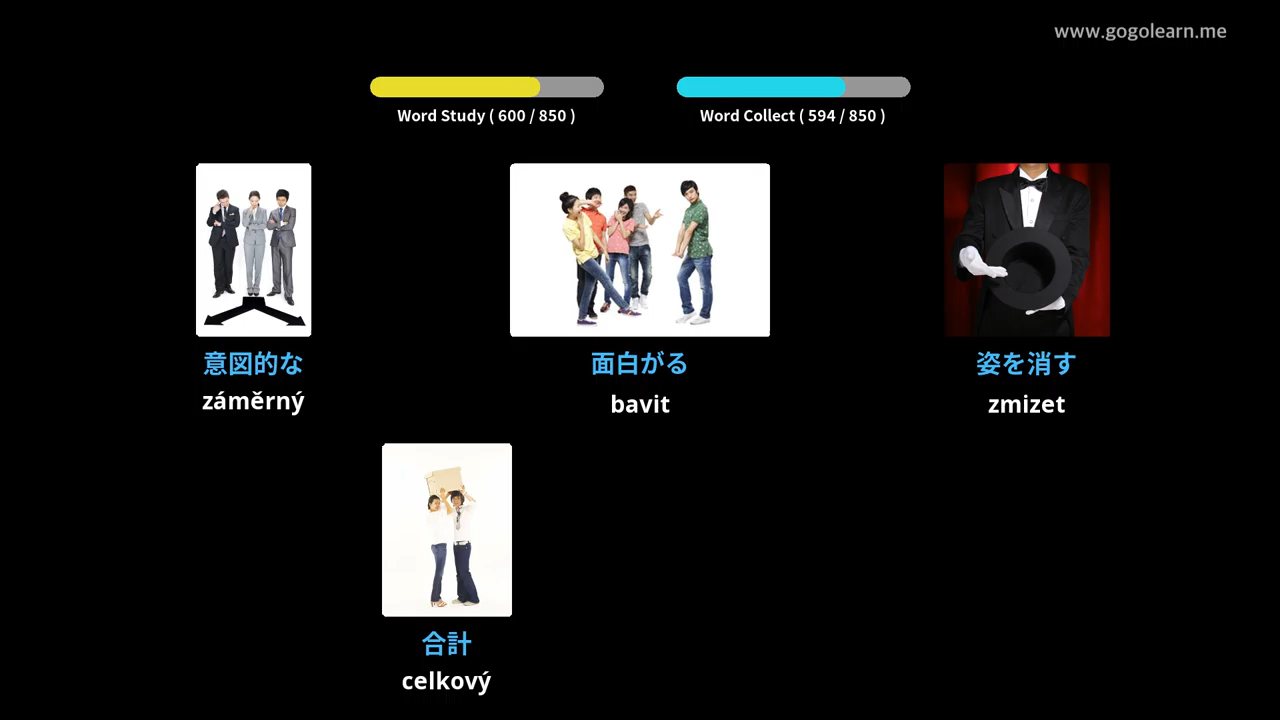 www.gogolearn.me
Word Study ( 600 / 850 )
Word Collect ( 594 / 850 )
意図的な
záměrný
面白がる
bavit
姿を消す
zmizet
合計
celkový